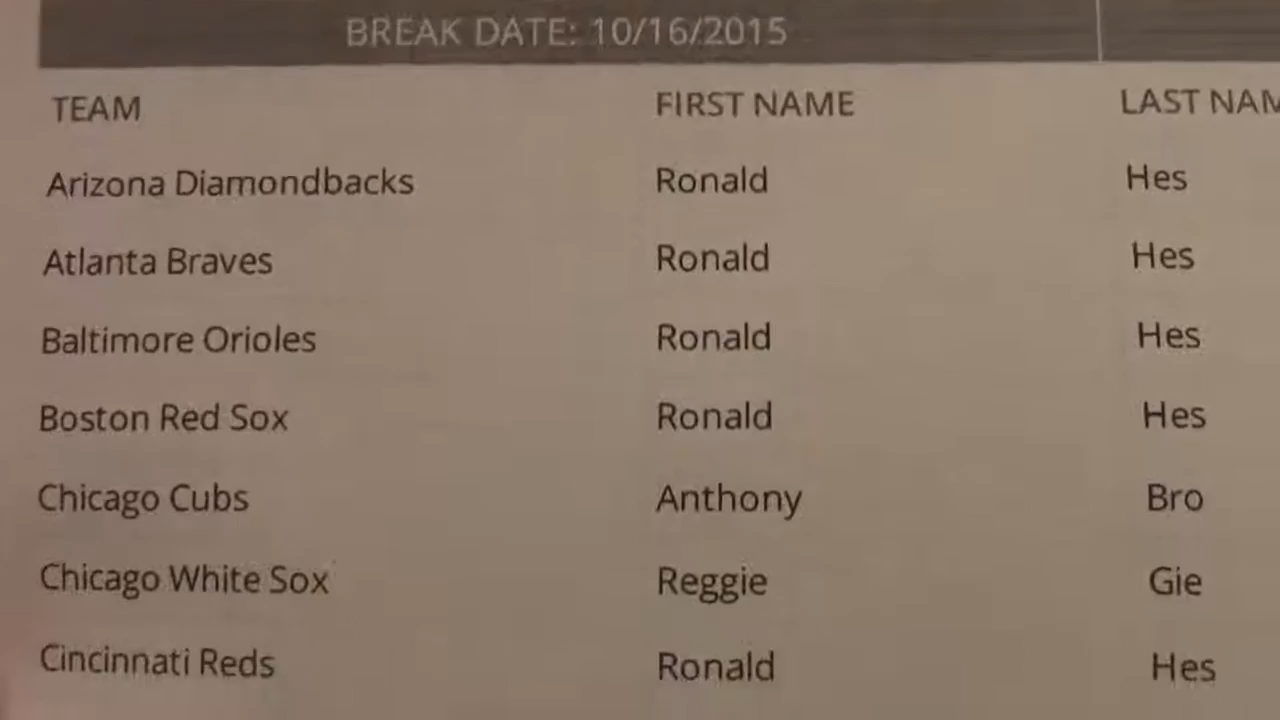 BREAK DATE: 10/16/2015
TEAM FIRST NAME LAST NAM
Arizona Diamondbacks Ronald Hes
Atlanta Braves Ronald Hes
Baltimore Orioles Ronald Hes
Boston Red Sox Ronald Hes
Chicago Cubs Anthony Bro
Chicago White Sox Reggie Gie
Cincinnati Reds Ronald Hes